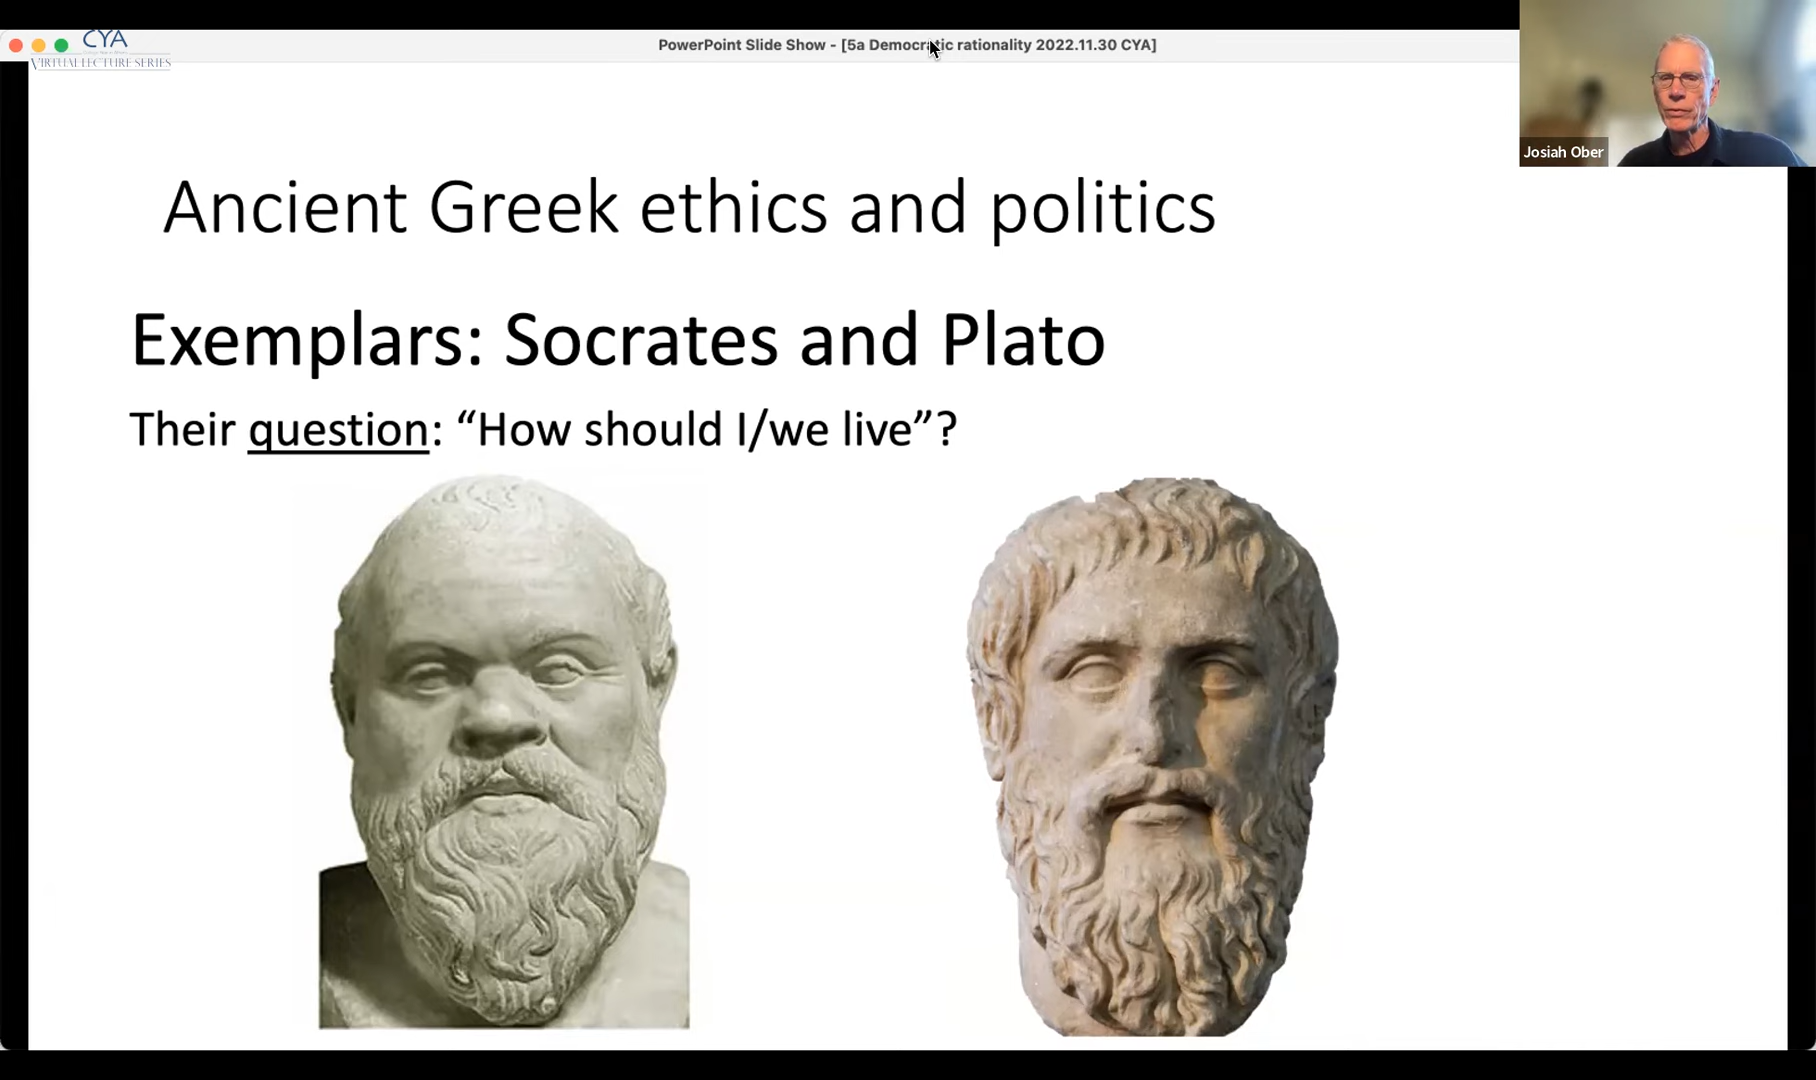 CYA
VIRTUAL LECTURE SERIES
PowerPoint Slide Show - [5a Democratic rationality 2022.11.30 CYA]
Josiah Ober
Ancient Greek ethics and politics
Exemplars: Socrates and Plato
Their question: “How should I/we live”?